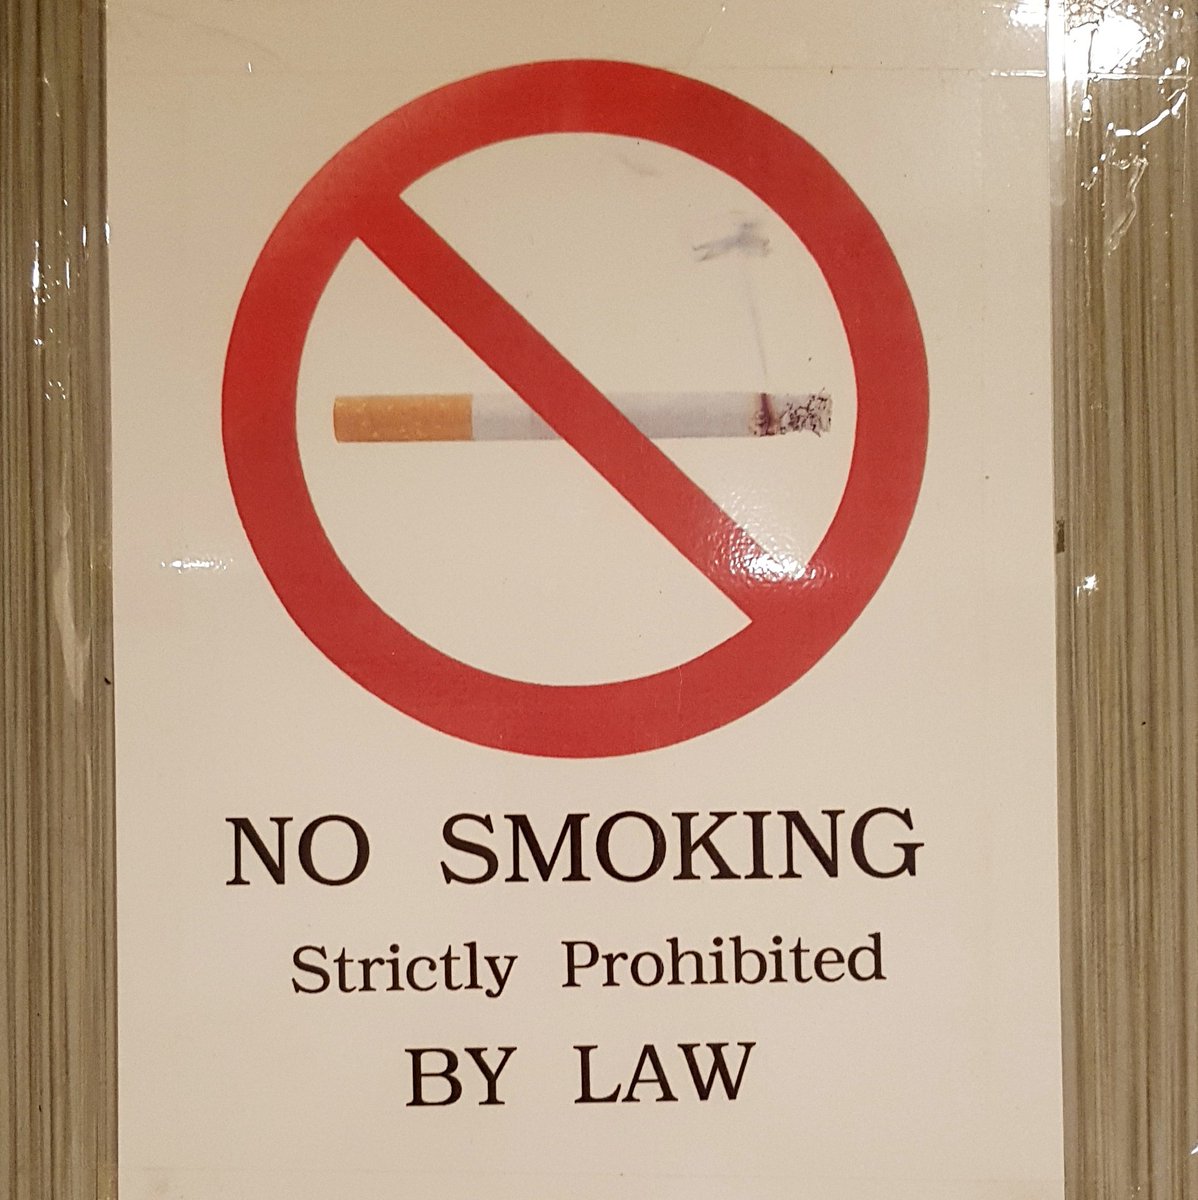 NO SMOKING
Strictly Prohibited
BY LAW